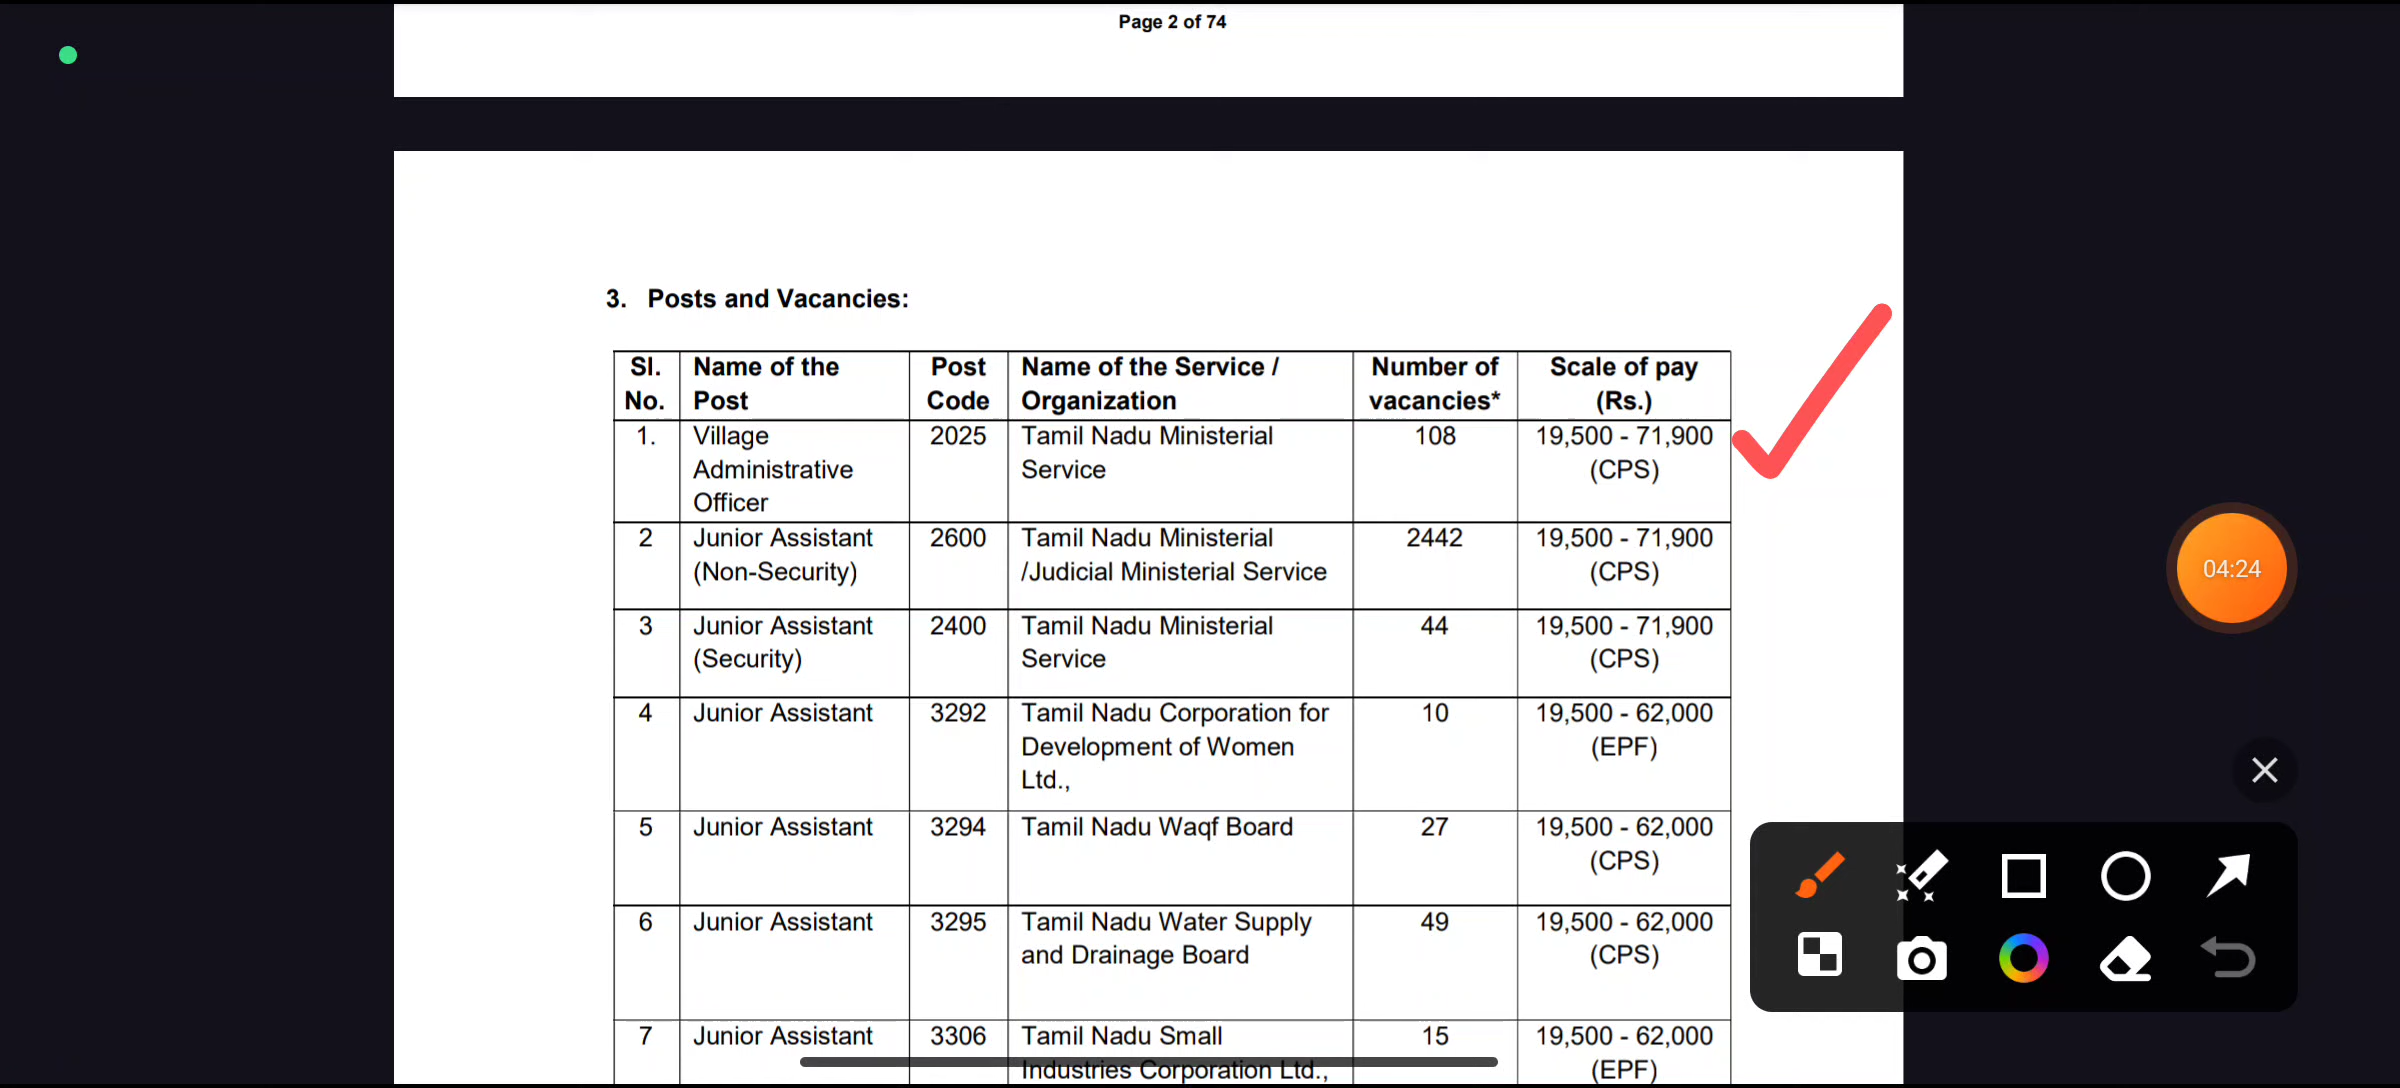 Page 2 of 74
3. Posts and Vacancies:
Sl. No. Name of the Post Post Code Name of the Service / Organization Number of vacancies* Scale of pay (Rs.)
1. Village Administrative Officer 2025 Tamil Nadu Ministerial Service 108 19,500 - 71,900 (CPS)
2 Junior Assistant (Non-Security) 2600 Tamil Nadu Ministerial /Judicial Ministerial Service 2442 19,500 - 71,900 (CPS)
3 Junior Assistant (Security) 2400 Tamil Nadu Ministerial Service 44 19,500 - 71,900 (CPS)
4 Junior Assistant 3292 Tamil Nadu Corporation for Development of Women Ltd., 10 19,500 - 62,000 (EPF)
5 Junior Assistant 3294 Tamil Nadu Waqf Board 27 19,500 - 62,000 (CPS)
6 Junior Assistant 3295 Tamil Nadu Water Supply and Drainage Board 49 19,500 - 62,000 (CPS)
7 Junior Assistant 3306 Tamil Nadu Small Industries Corporation Ltd., 15 19,500 - 62,000 (EPF)
04:24